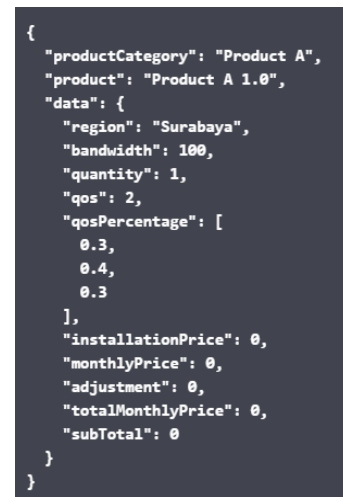 {
  "productCategory": "Product A",
  "product": "Product A 1.0",
  "data": {
    "region": "Surabaya",
    "bandwidth": 100,
    "quantity": 1,
    "qos": 2,
    "qosPercentage": [
      0.3,
      0.4,
      0.3
    ],
    "installationPrice": 0,
    "monthlyPrice": 0,
    "adjustment": 0,
    "totalMonthlyPrice": 0,
    "subTotal": 0
  }
}